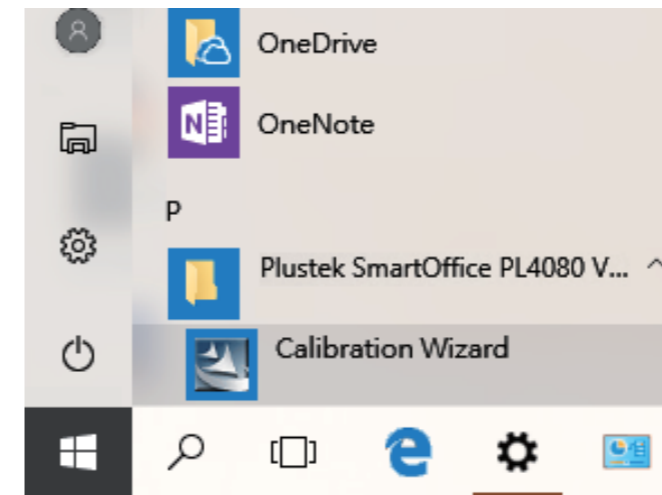 OneDrive
N
OneNote
P
Plustek SmartOffice PL4080 V...
Calibration Wizard